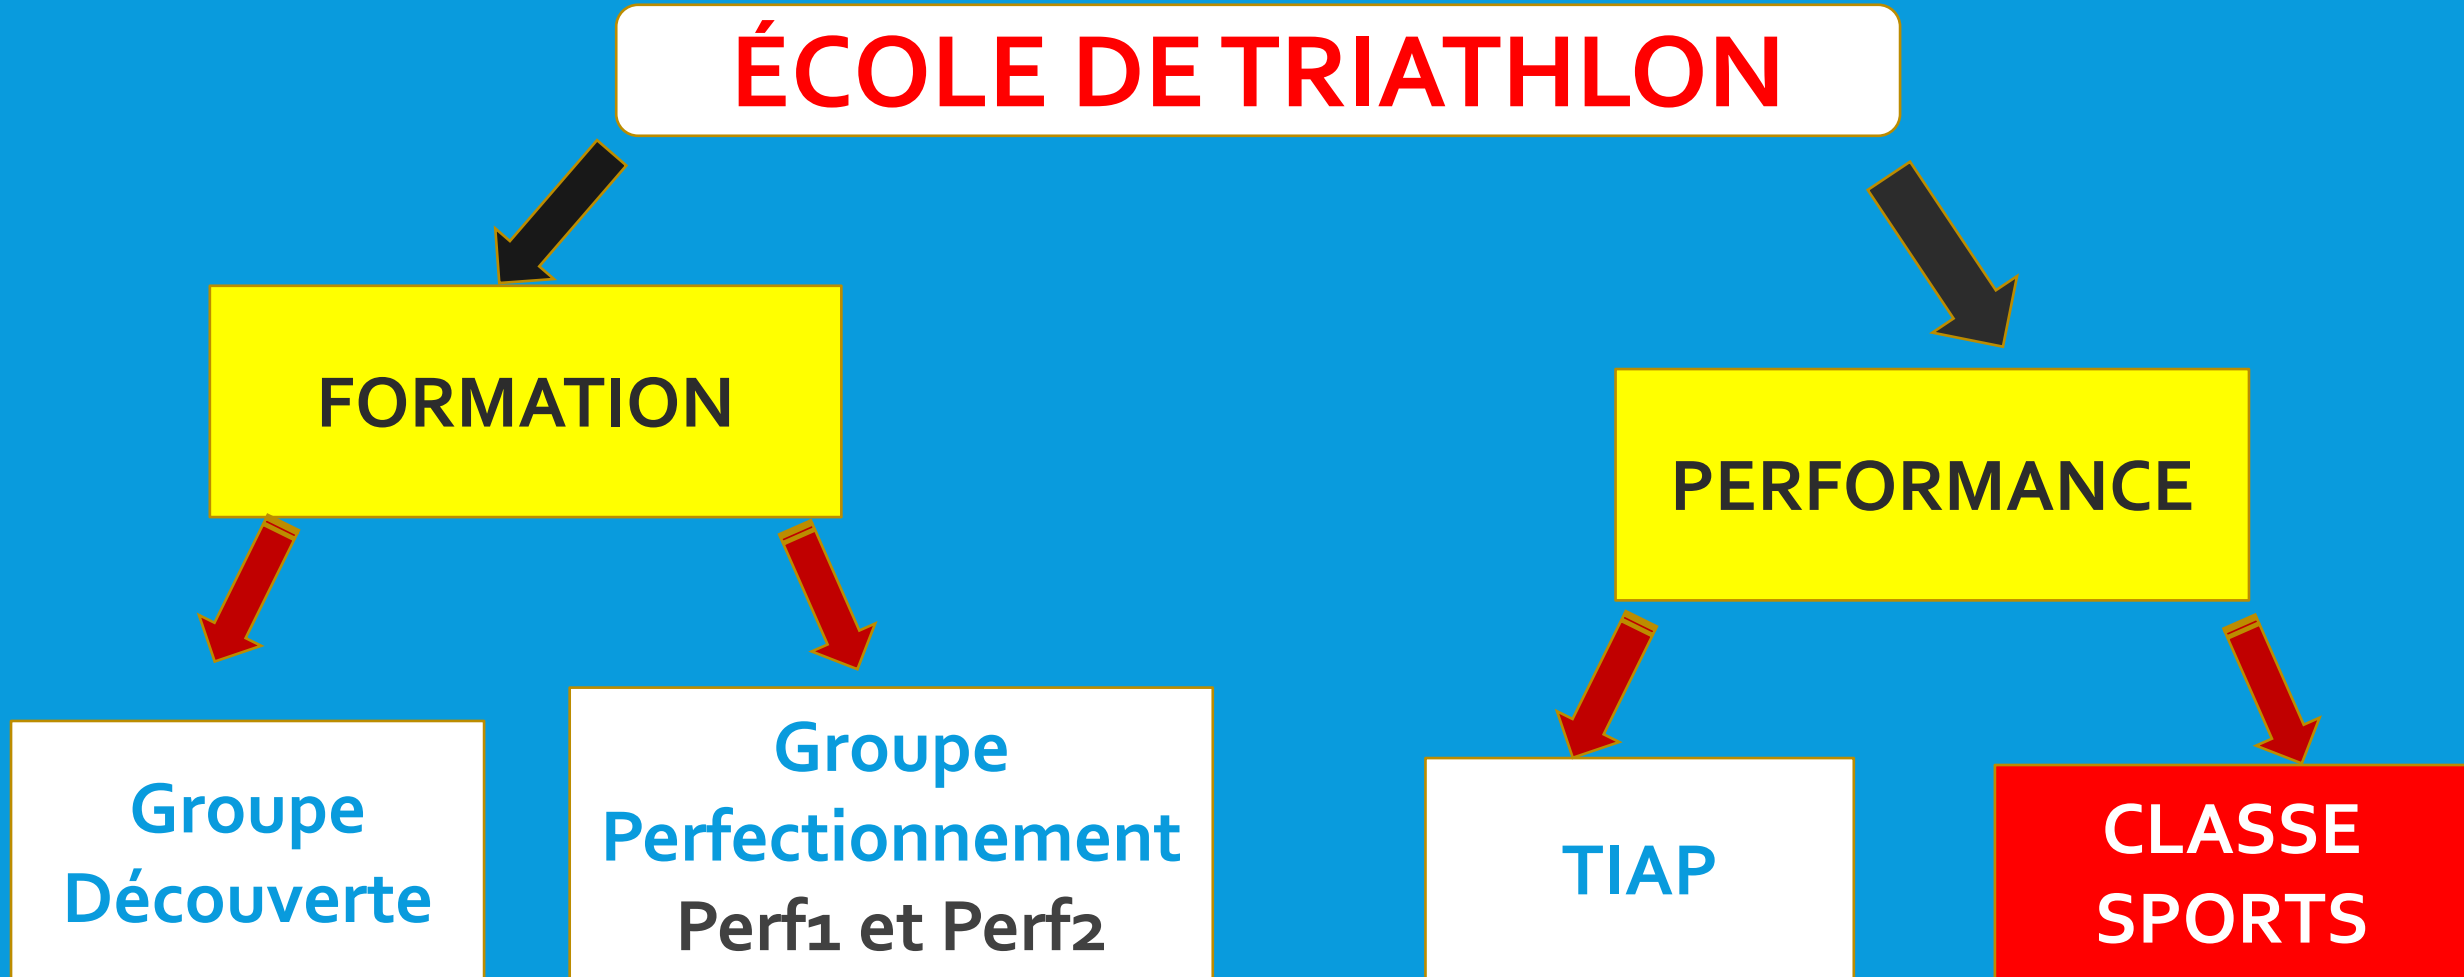 ÉCOLE DE TRIATHLON
FORMATION
PERFORMANCE
Groupe
Découverte
Groupe
Perfectionnement
Perf1 et Perf2
TIAP
CLASSE
SPORTS